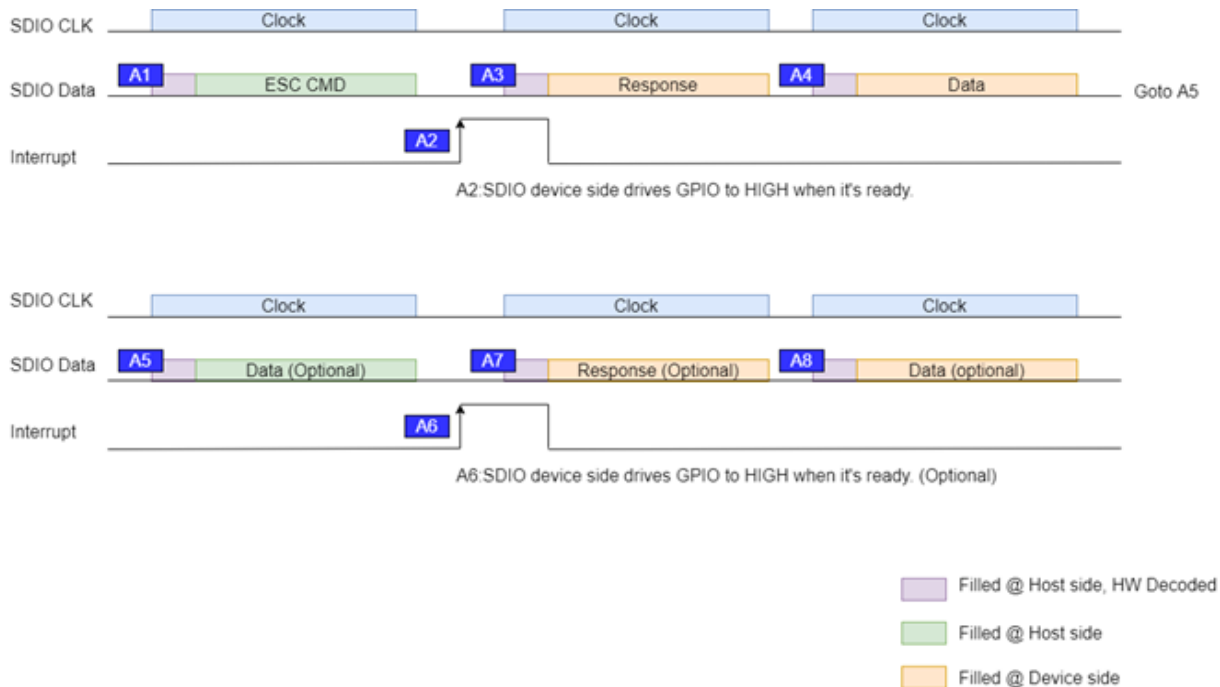 SDIO CLK
Clock
Clock
Clock
A1
A3
A4
SDIO Data
ESC CMD
Response
Data
Goto A5
A2
Interrupt
A2:SDIO device side drives GPIO to HIGH when it's ready.
SDIO CLK
Clock
Clock
Clock
A5
A7
A8
SDIO Data
Data (Optional)
Response (Optional)
Data (optional)
A6
Interrupt
A6:SDIO device side drives GPIO to HIGH when it's ready. (Optional)
Filled @ Host side, HW Decoded
Filled @ Host side
Filled @ Device side